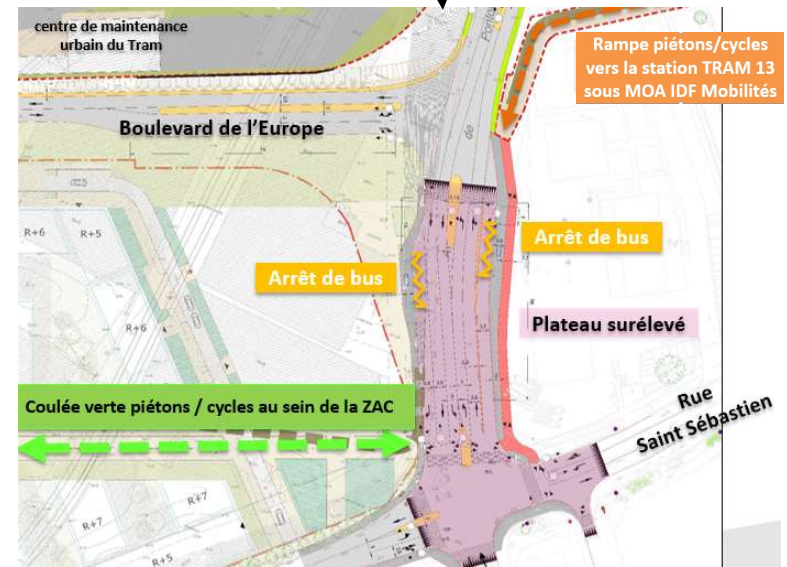 centre de maintenance
urbain du Tram
Rampe piétons/cycles
vers la station TRAM 13
sous MOA IDF Mobilités
Boulevard de l'Europe
de
R+6
R+5
Arrêt de bus
Arrêt de bus
R+6
Plateau surélevé
Coulée verte piétons / cycles au sein de la ZAC
Rue
Saint Sébastien
R+7
R+7
R+5